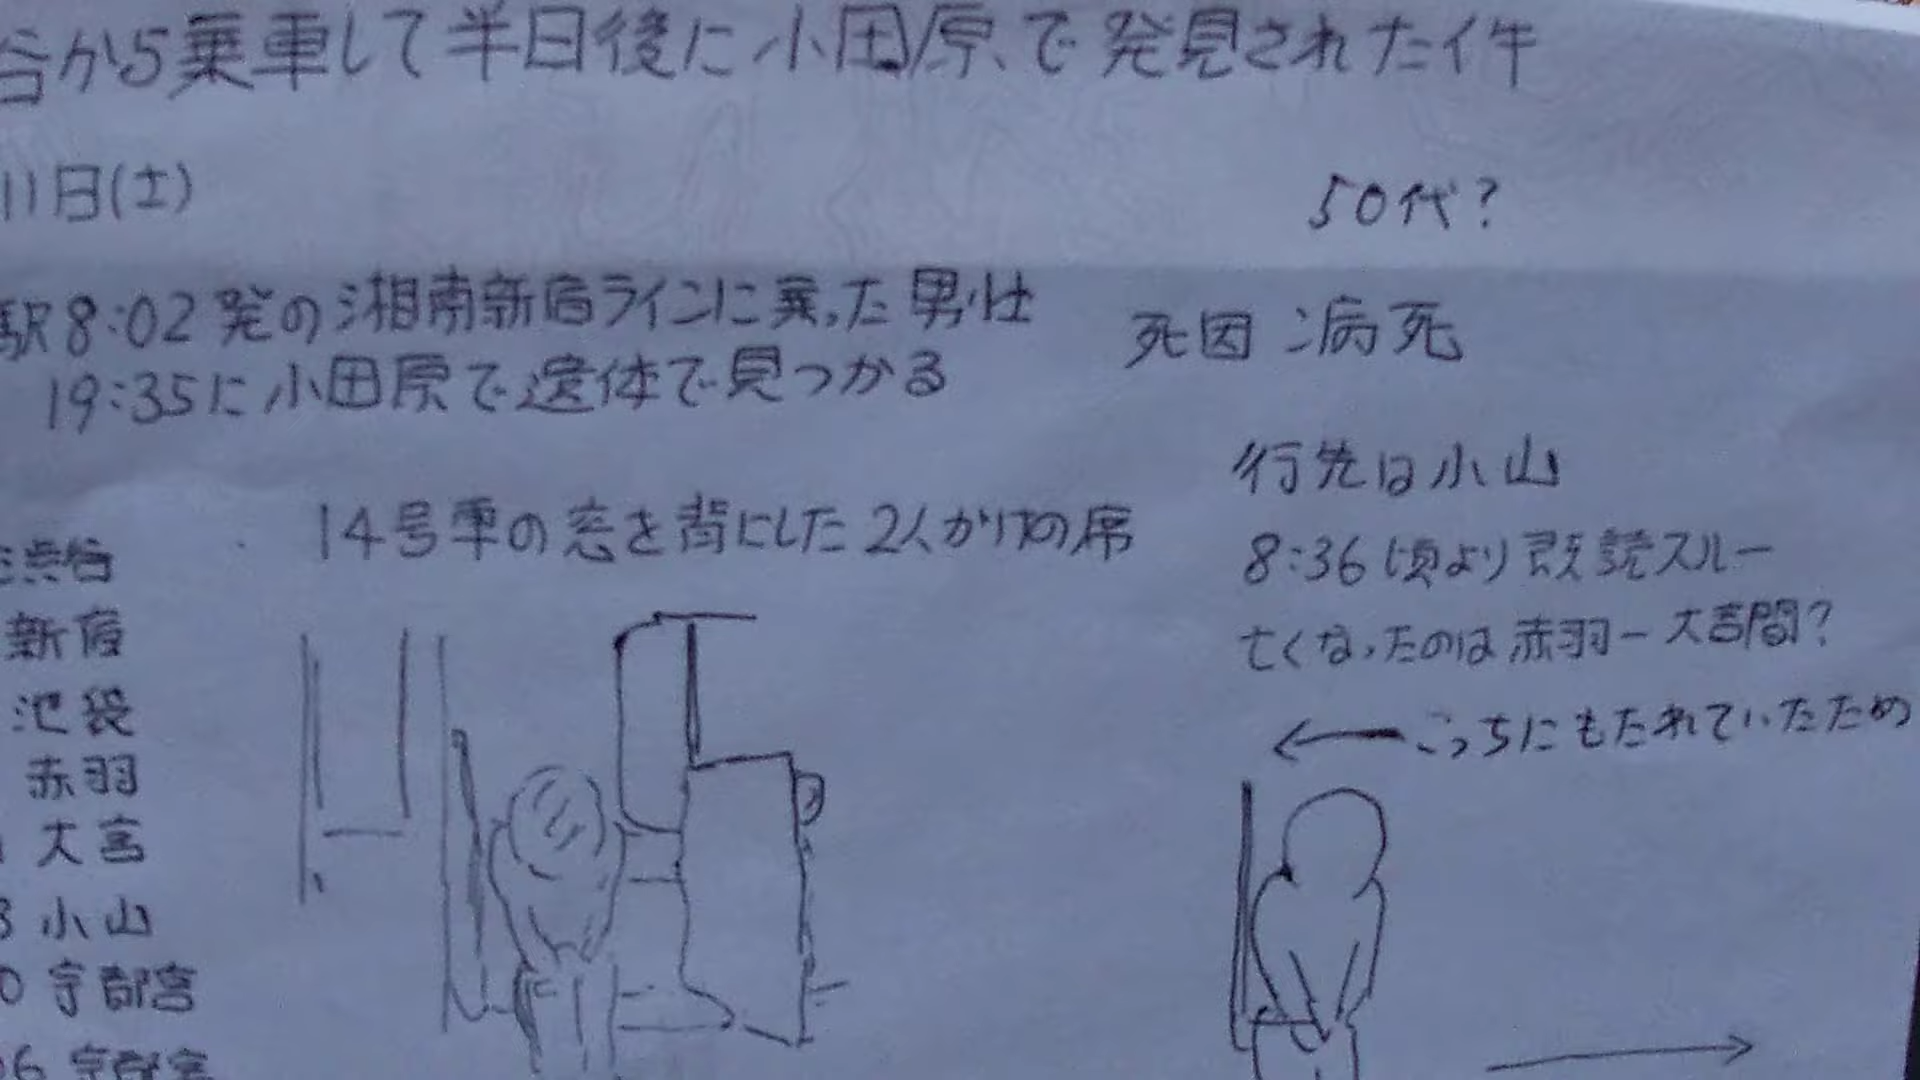 谷から乗車して半日後に小田原で発見された件
11日(土)
50代?
駅8:02発の湘南新宿ラインに乗った男性
19:35に小田原で遺体で見つかる
死因:病死
行先は小山
14号車の窓を背にした2人がけの席
8:36頃より既読スルー
亡くなったのは赤羽ー大宮間?
←こっちにもたれていたため
渋谷
新宿
池袋
赤羽
大宮
小山
宇都宮
宇都宮